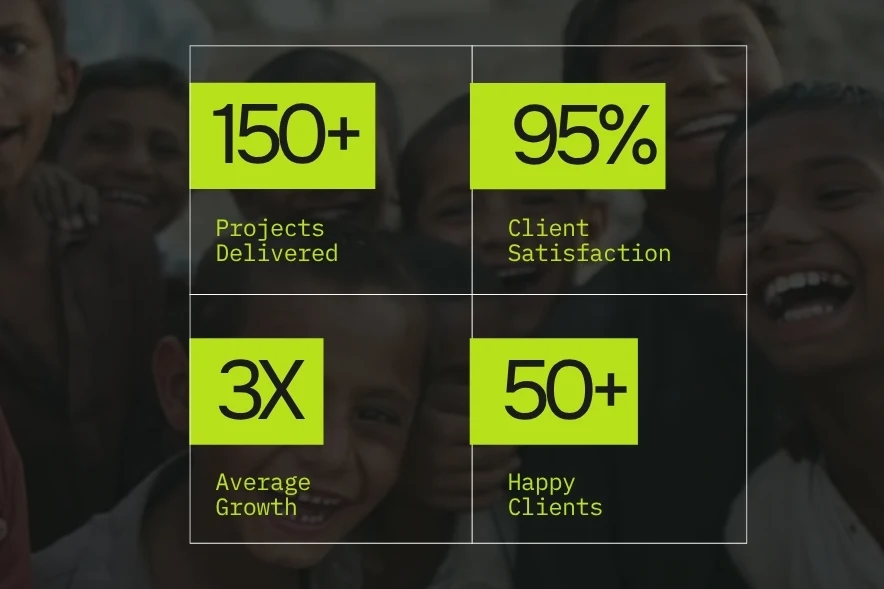 150+
95%
Projects
Delivered
Client
Satisfaction
3X
50+
Average
Growth
Happy
Clients